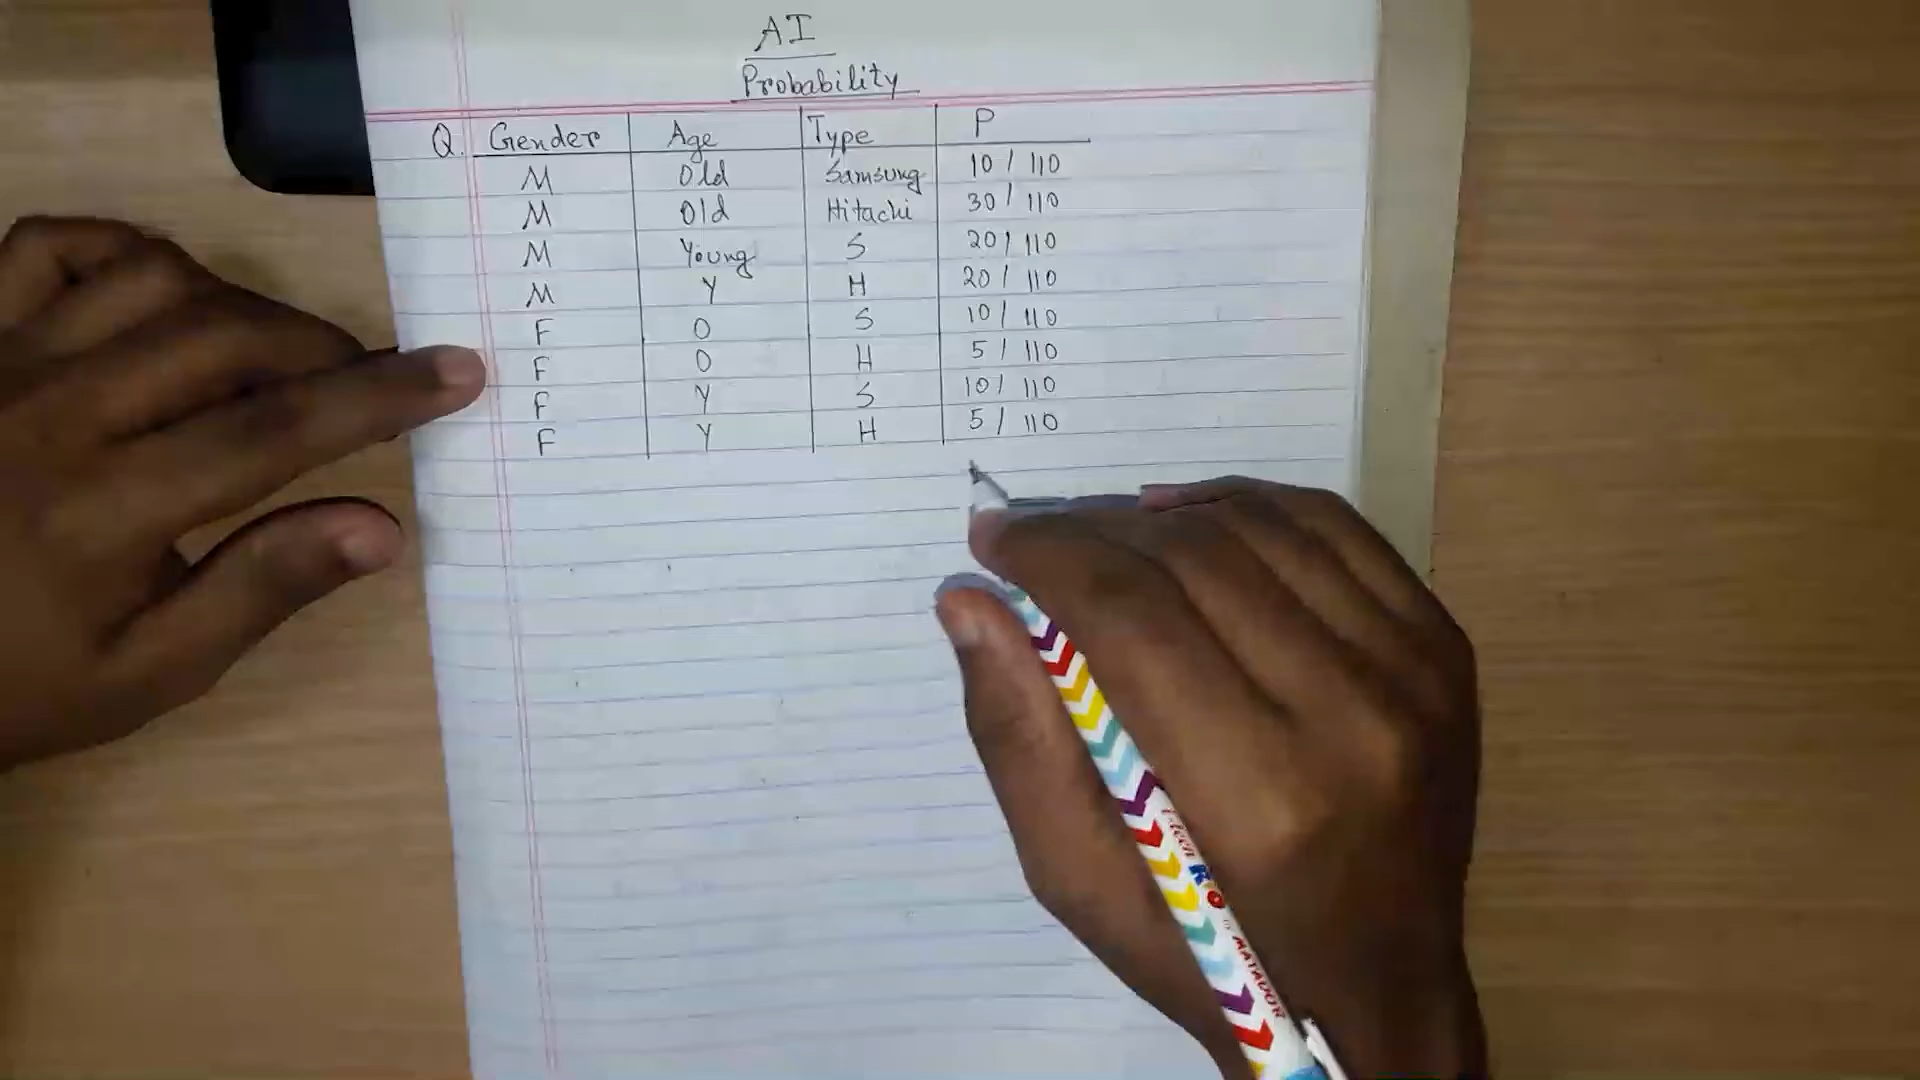 AI
Probability
Q. Gender Age Type P
M Old Samsung 10 / 110
M Old Hitachi 30 / 110
M Young S 20 / 110
M Y H 20 / 110
F O S 10 / 110
F O H 5 / 110
F Y S 10 / 110
F Y H 5 / 110
MATADOR